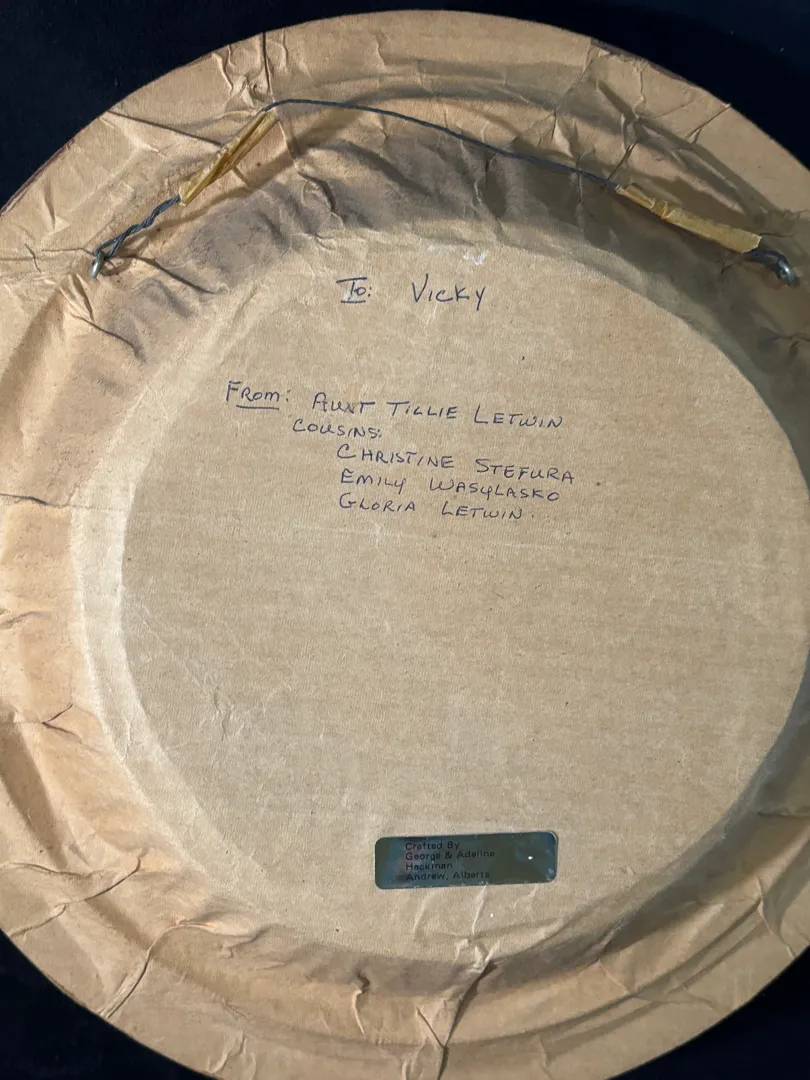 To: Vicky
From: Aunt Tillie Letwin
Cousins:
Christine Stefura
Emily Wasylasko
Gloria Letwin.
Crafted By
George & Adeline
Hackman
Andrew, Alberta